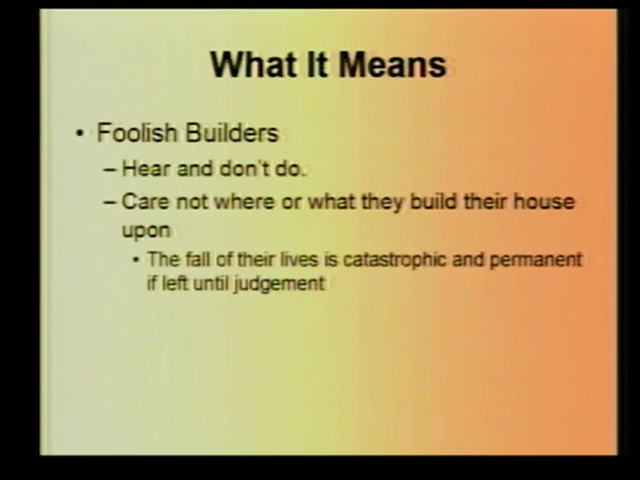 What It Means
• Foolish Builders
– Hear and don't do.
– Care not where or what they build their house
upon
• The fall of their lives is catastrophic and permanent
if left until judgement